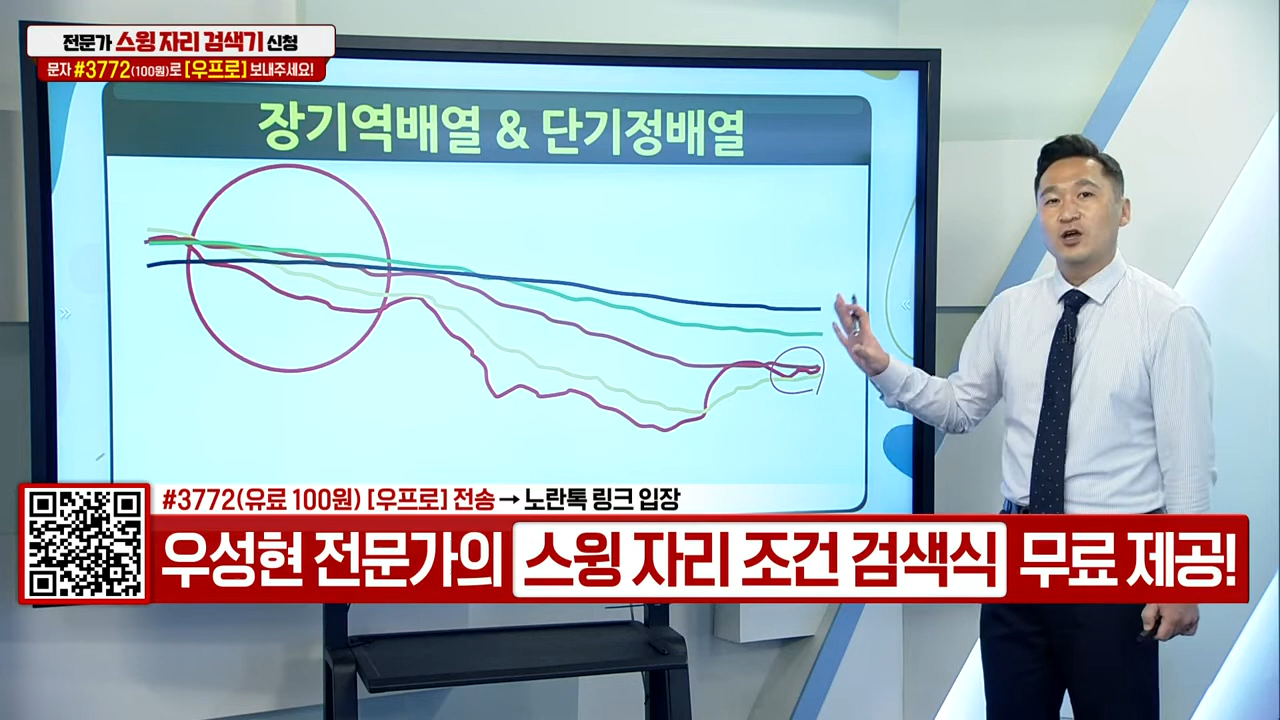 전문가 스윙 자리 검색기 신청
문자 #3772(100원)로 [우프로] 보내주세요!
장기역배열 & 단기정배열
#3772(유료 100원) [우프로] 전송 → 노란톡 링크 입장
우성현 전문가의 스윙 자리 조건 검색식 무료 제공!